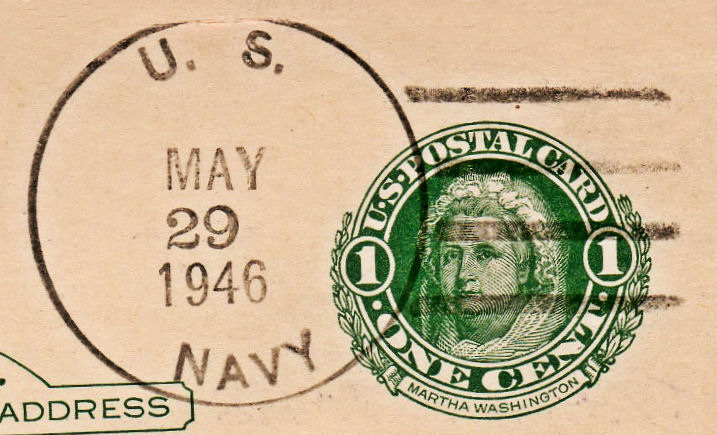 U. S.
MAY
29
1946
NAVY
U.S. POSTAL CARD
1 1
ONE CENT
MARTHA WASHINGTON
ADDRESS